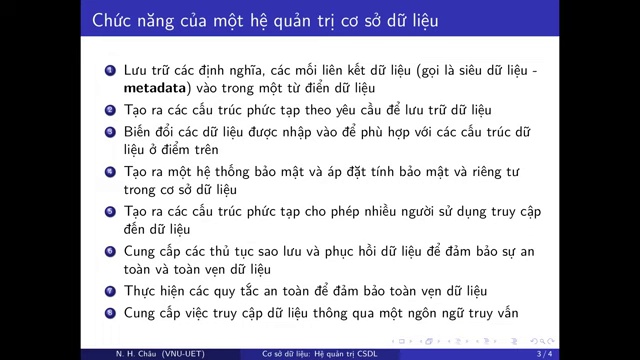 Chức năng của một hệ quản trị cơ sở dữ liệu
1 Lưu trữ các định nghĩa, các mối liên kết dữ liệu (gọi là siêu dữ liệu -
metadata) vào trong một từ điển dữ liệu
2 Tạo ra các cấu trúc phức tạp theo yêu cầu để lưu trữ dữ liệu
3 Biến đổi các dữ liệu được nhập vào để phù hợp với các cấu trúc dữ
liệu ở điểm trên
4 Tạo ra một hệ thống bảo mật và áp đặt tính bảo mật và riêng tư
trong cơ sở dữ liệu
5 Tạo ra các cấu trúc phức tạp cho phép nhiều người sử dụng truy cập
đến dữ liệu
6 Cung cấp các thủ tục sao lưu và phục hồi dữ liệu để đảm bảo sự an
toàn và toàn vẹn dữ liệu
7 Thực hiện các quy tắc an toàn để đảm bảo toàn vẹn dữ liệu
8 Cung cấp việc truy cập dữ liệu thông qua một ngôn ngữ truy vấn
N. H. Châu (VNU-UET) Cơ sở dữ liệu: Hệ quản trị CSDL 3 / 4